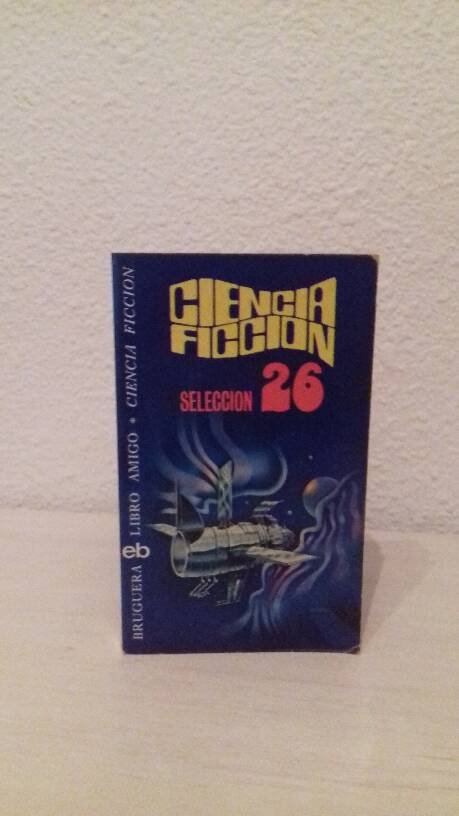 CIENCIA
FICCION
SELECCION 26
BRUGUERA eb LIBRO AMIGO * CIENCIA FICCION